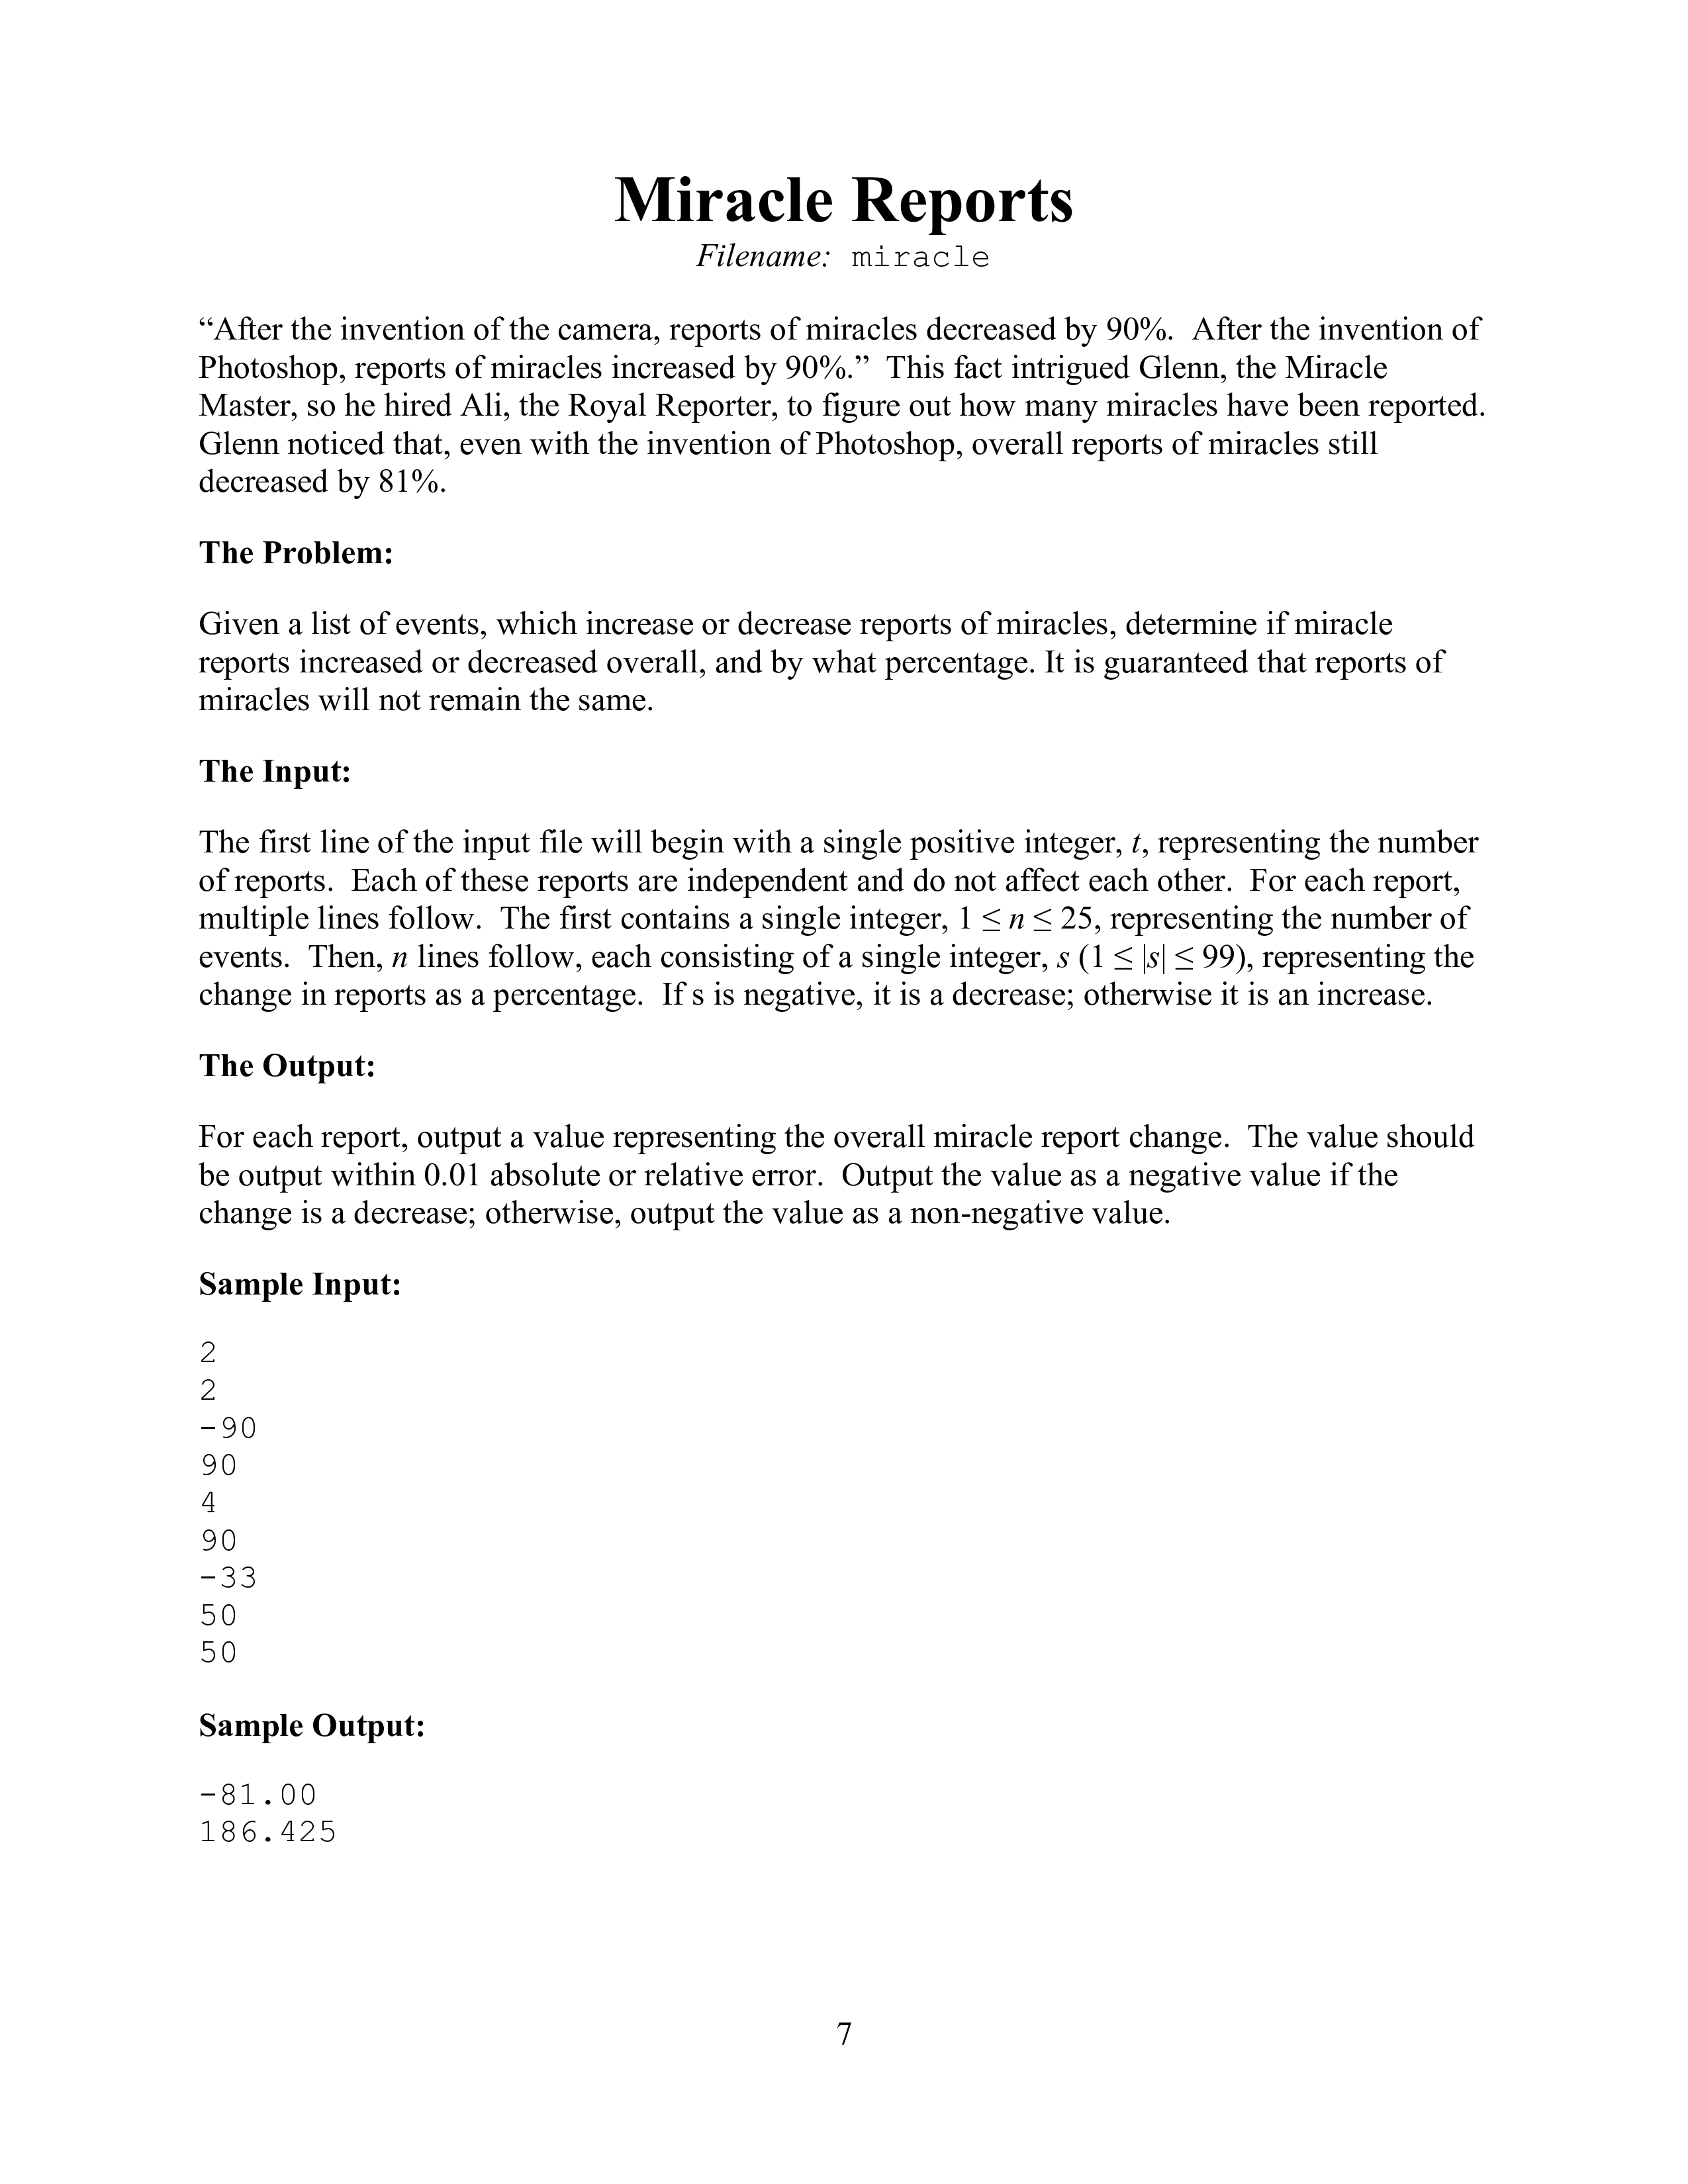 Miracle Reports
Filename: miracle
“After the invention of the camera, reports of miracles decreased by 90%.  After the invention of
Photoshop, reports of miracles increased by 90%.”  This fact intrigued Glenn, the Miracle
Master, so he hired Ali, the Royal Reporter, to figure out how many miracles have been reported.
Glenn noticed that, even with the invention of Photoshop, overall reports of miracles still
decreased by 81%.
The Problem:
Given a list of events, which increase or decrease reports of miracles, determine if miracle
reports increased or decreased overall, and by what percentage. It is guaranteed that reports of
miracles will not remain the same.
The Input:
The first line of the input file will begin with a single positive integer, t, representing the number
of reports.  Each of these reports are independent and do not affect each other.  For each report,
multiple lines follow.  The first contains a single integer, 1 ≤ n ≤ 25, representing the number of
events.  Then, n lines follow, each consisting of a single integer, s (1 ≤ |s| ≤ 99), representing the
change in reports as a percentage.  If s is negative, it is a decrease; otherwise it is an increase.
The Output:
For each report, output a value representing the overall miracle report change.  The value should
be output within 0.01 absolute or relative error.  Output the value as a negative value if the
change is a decrease; otherwise, output the value as a non-negative value.
Sample Input:
2
2
-90
90
4
90
-33
50
50
Sample Output:
-81.00
186.425
7